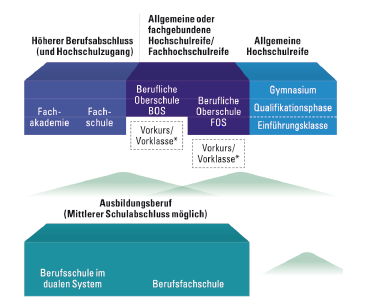 Höherer Berufsabschluss
(und Hochschulzugang)
Allgemeine oder
fachgebundene
Hochschulreife/
Fachhochschulreife
Allgemeine
Hochschulreife
Fach-
akademie
Fach-
schule
Berufliche
Oberschule
BOS
Vorkurs/
Vorklasse*
Berufliche
Oberschule
FOS
Vorkurs/
Vorklasse*
Gymnasium
Qualifikationsphase
Einführungsklasse
Ausbildungsberuf
(Mittlerer Schulabschluss möglich)
Berufsschule im
dualen System
Berufsfachschule